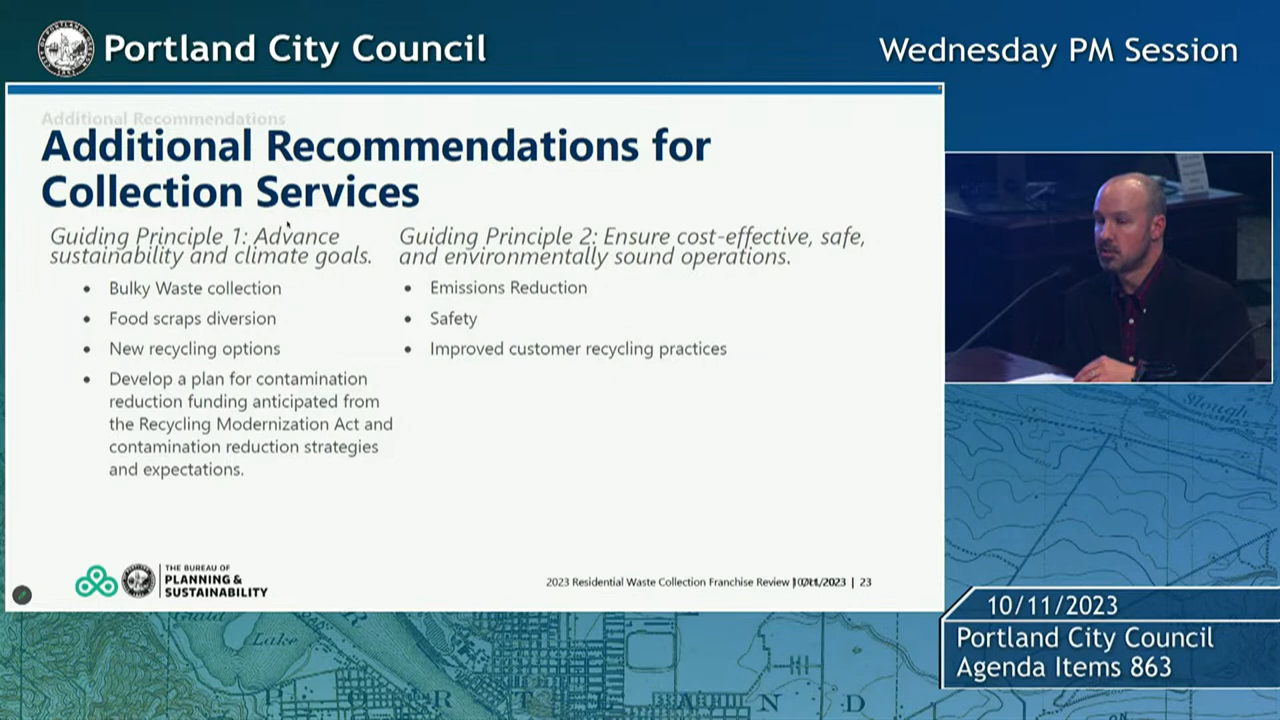 Portland City Council
Wednesday PM Session
Additional Recommendations
Additional Recommendations for
Collection Services
Guiding Principle 1: Advance
sustainability and climate goals.
• Bulky Waste collection
• Food scraps diversion
• New recycling options
• Develop a plan for contamination
reduction funding anticipated from
the Recycling Modernization Act and
contamination reduction strategies
and expectations.
Guiding Principle 2: Ensure cost-effective, safe,
and environmentally sound operations.
• Emissions Reduction
• Safety
• Improved customer recycling practices
THE BUREAU OF
PLANNING &
SUSTAINABILITY
2023 Residential Waste Collection Franchise Review | 23
10/11/2023
Portland City Council
Agenda Items 863
Slough
Guild
Lake
R T A N D